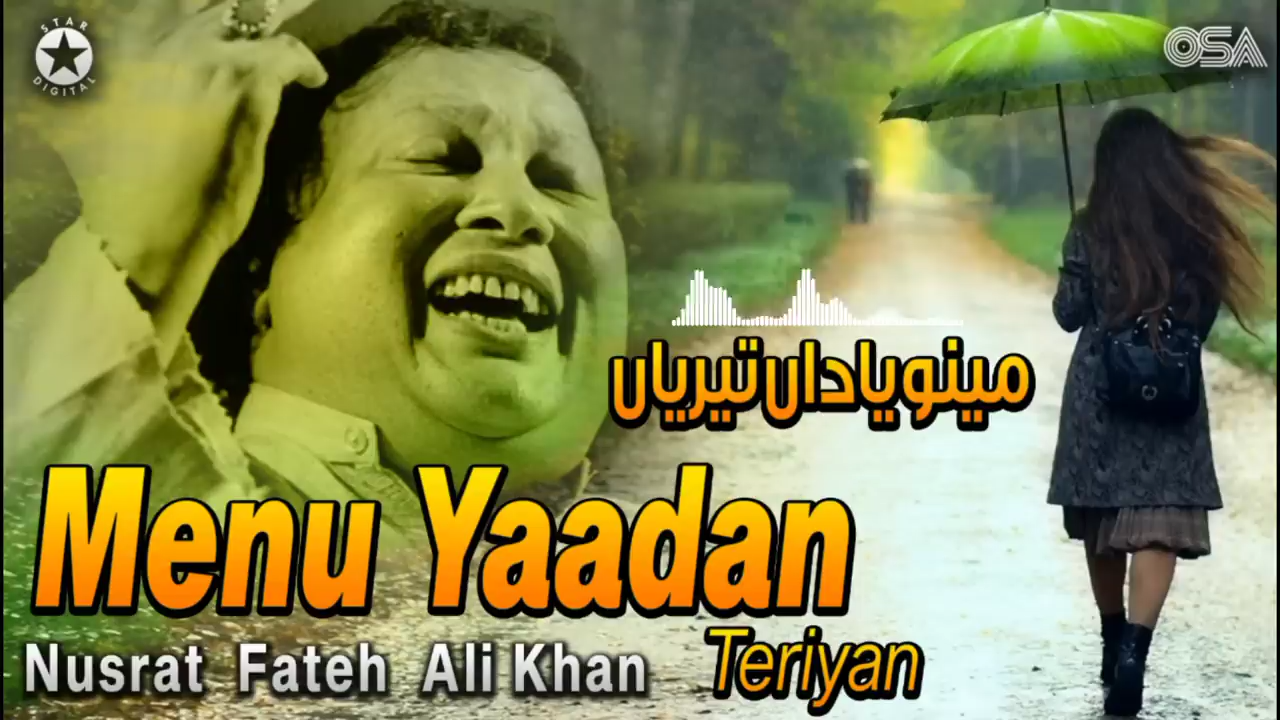 STAR
DIGITAL
OSA
مینو یاداں تیریاں
Menu Yaadan
Teriyan
Nusrat Fateh Ali Khan